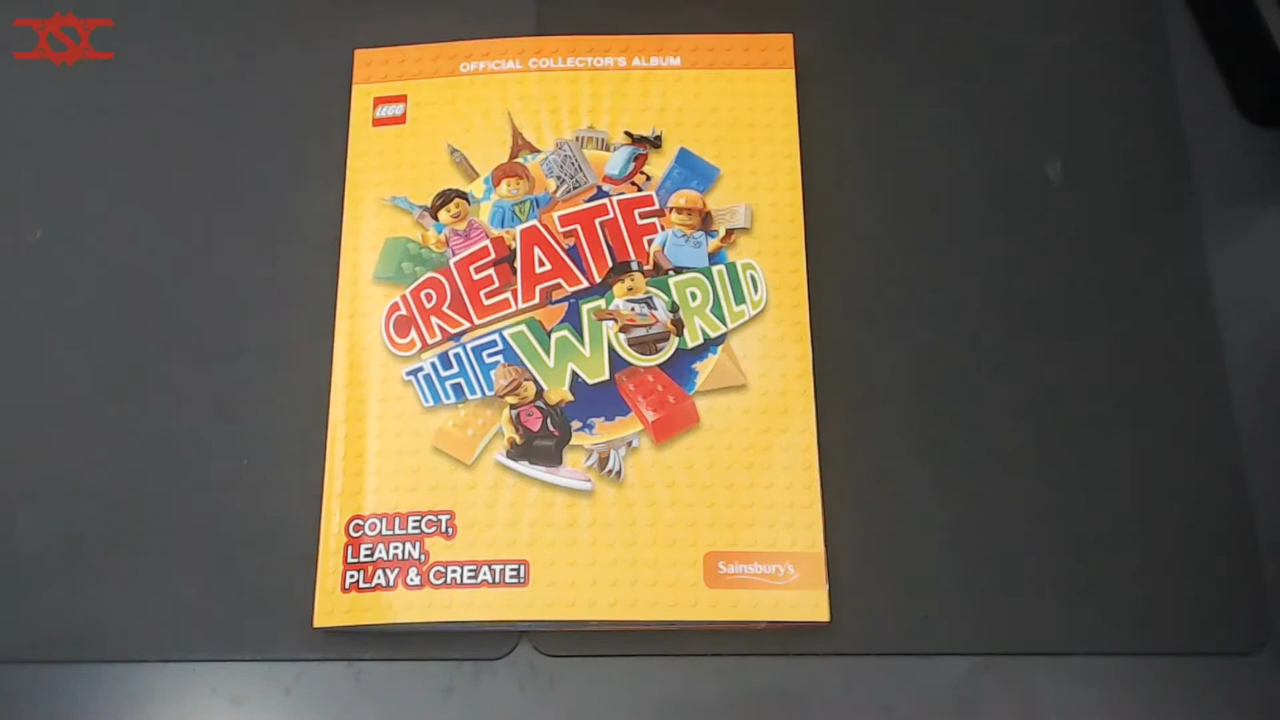 OFFICIAL COLLECTOR'S ALBUM
LEGO
CREATE
THE WORLD
COLLECT,
LEARN,
PLAY & CREATE!
Sainsbury's